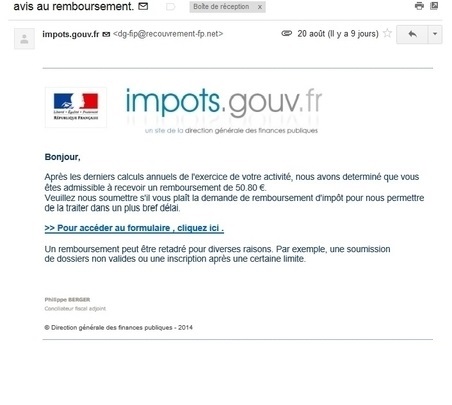 avis au remboursement.
Boîte de réception x
impots.gouv.fr <dg-fip@recouvrement-fp.net>
20 août (Il y a 9 jours)
Liberté • Égalité • Fraternité
RÉPUBLIQUE FRANÇAISE
impots.gouv.fr
un site de la direction générale des finances publiques
Bonjour,
Après les derniers calculs annuels de l'exercice de votre activité, nous avons determiné que vous
êtes admissible à recevoir un remboursement de 50.80 €.
Veuillez nous soumettre s'il vous plaît la demande de remboursement d'impôt pour nous permettre
de la traiter dans un plus bref délai.
>> Pour accéder au formulaire , cliquez ici .
Un remboursement peut être retadré pour diverses raisons. Par exemple, une soumission
de dossiers non valides ou une inscription après une certaine limite.
Philippe BERGER
Conciliateur fiscal adjoint
© Direction générale des finances publiques - 2014